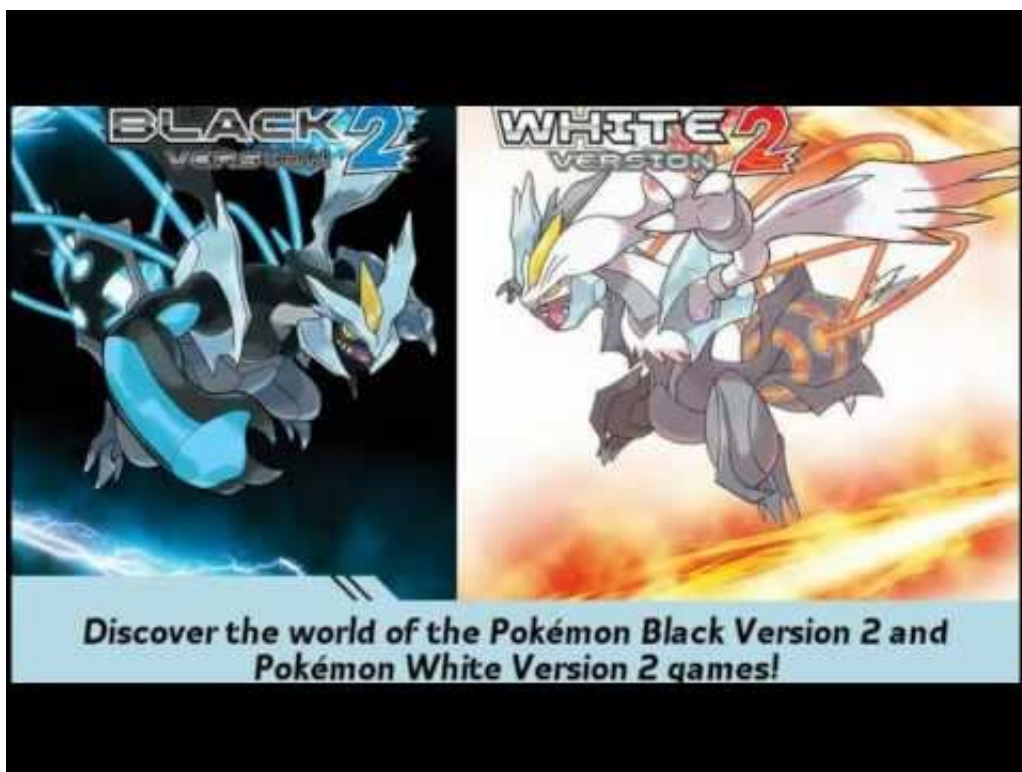 BLACK 2
VERSION
WHITE 2
VERSION
Discover the world of the Pokémon Black Version 2 and
Pokémon White Version 2 games!